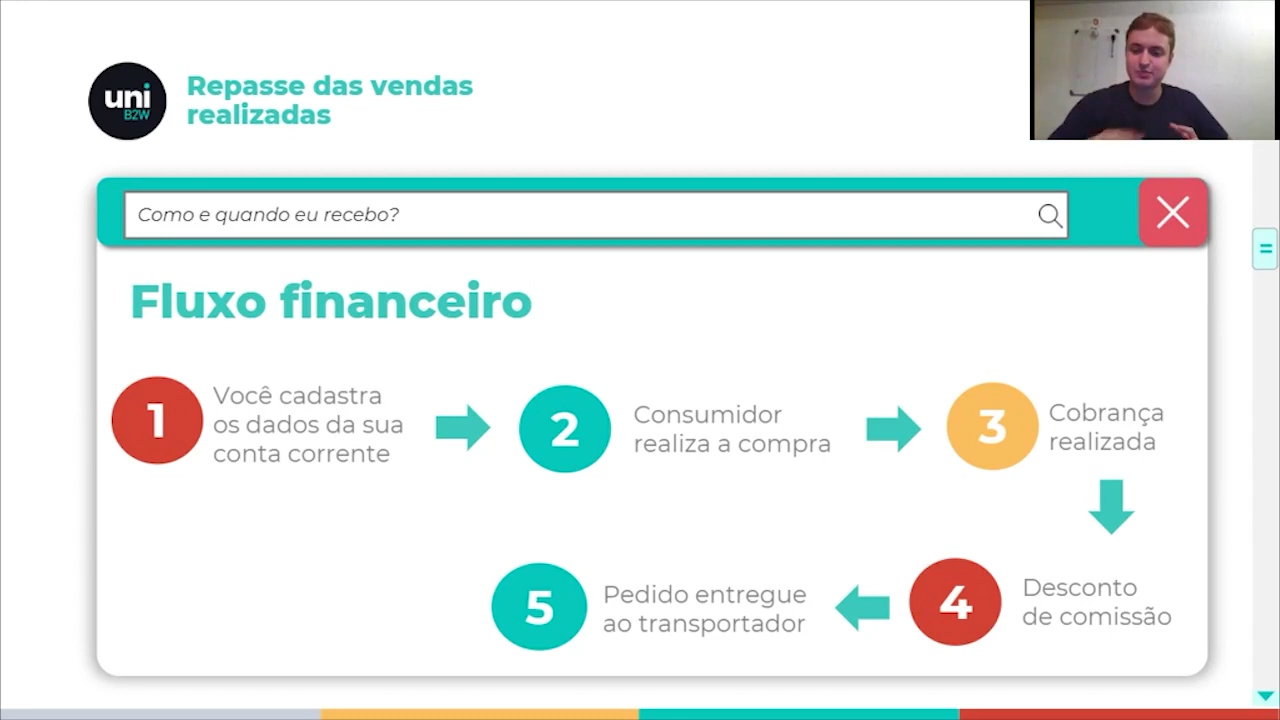 uni
B2W
Repasse das vendas
realizadas
Como e quando eu recebo?
Fluxo financeiro
1
Você cadastra
os dados da sua
conta corrente
2
Consumidor
realiza a compra
3
Cobrança
realizada
4
Desconto
de comissão
5
Pedido entregue
ao transportador